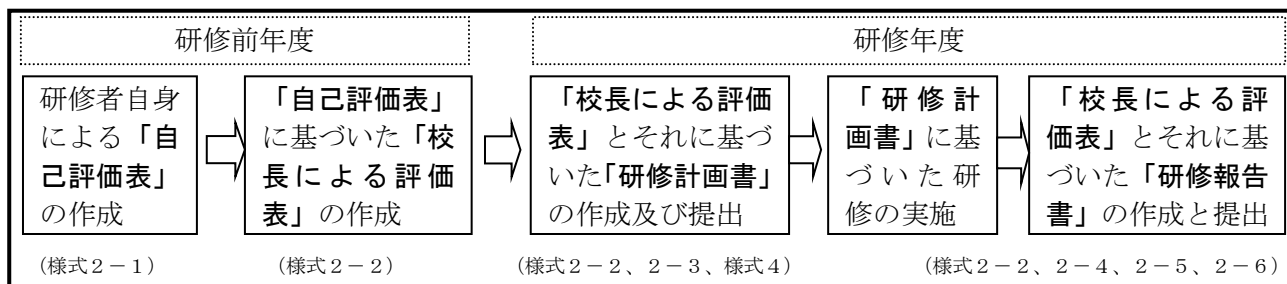 研修前年度
研修年度
研修者自身
による「自
己評価表」
の作成
「自己評価表」
に基づいた「校
長による評価
表」の作成
「校長による評価
表」とそれに基づ
いた「研修計画書」
の作成及び提出
「研修計
画書」に基
づいた研
修の実施
「校長による評
価表」とそれに基
づいた「研修報告
書」の作成と提出
(様式2-1)
(様式2-2)
(様式2-2、2-3、様式4)
(様式2-2、2-4、2-5、2-6)